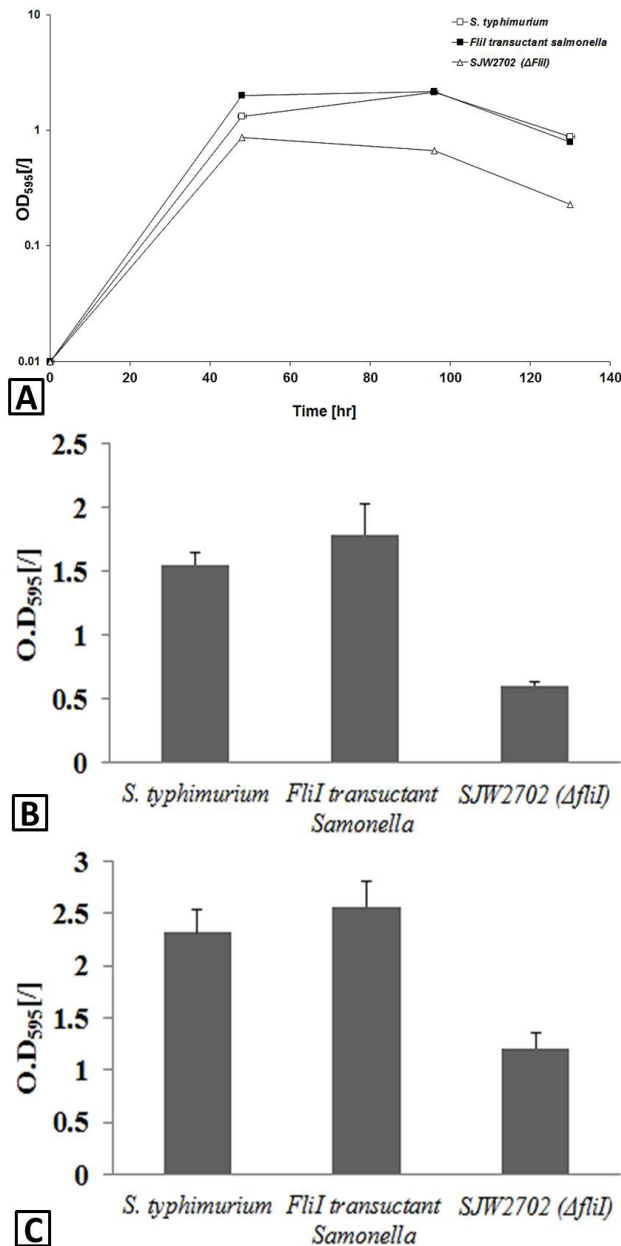 10
S. typhimurium
FliI transuctant salmonella
SJW2702 (ΔFliI)
1
OD595[/]
0.1
0.01
0 20 40 60 80 100 120 140
A
Time [hr]
2.5
2
1.5
O.D595[/]
1
0.5
0
S. typhimurium FliI transuctant SJW2702 (ΔfliI)
Samonella
B
3
2.5
2
O.D595[/]
1.5
1
0.5
0
S. typhimurium FliI transuctant SJW2702 (ΔfliI)
Samonella
C